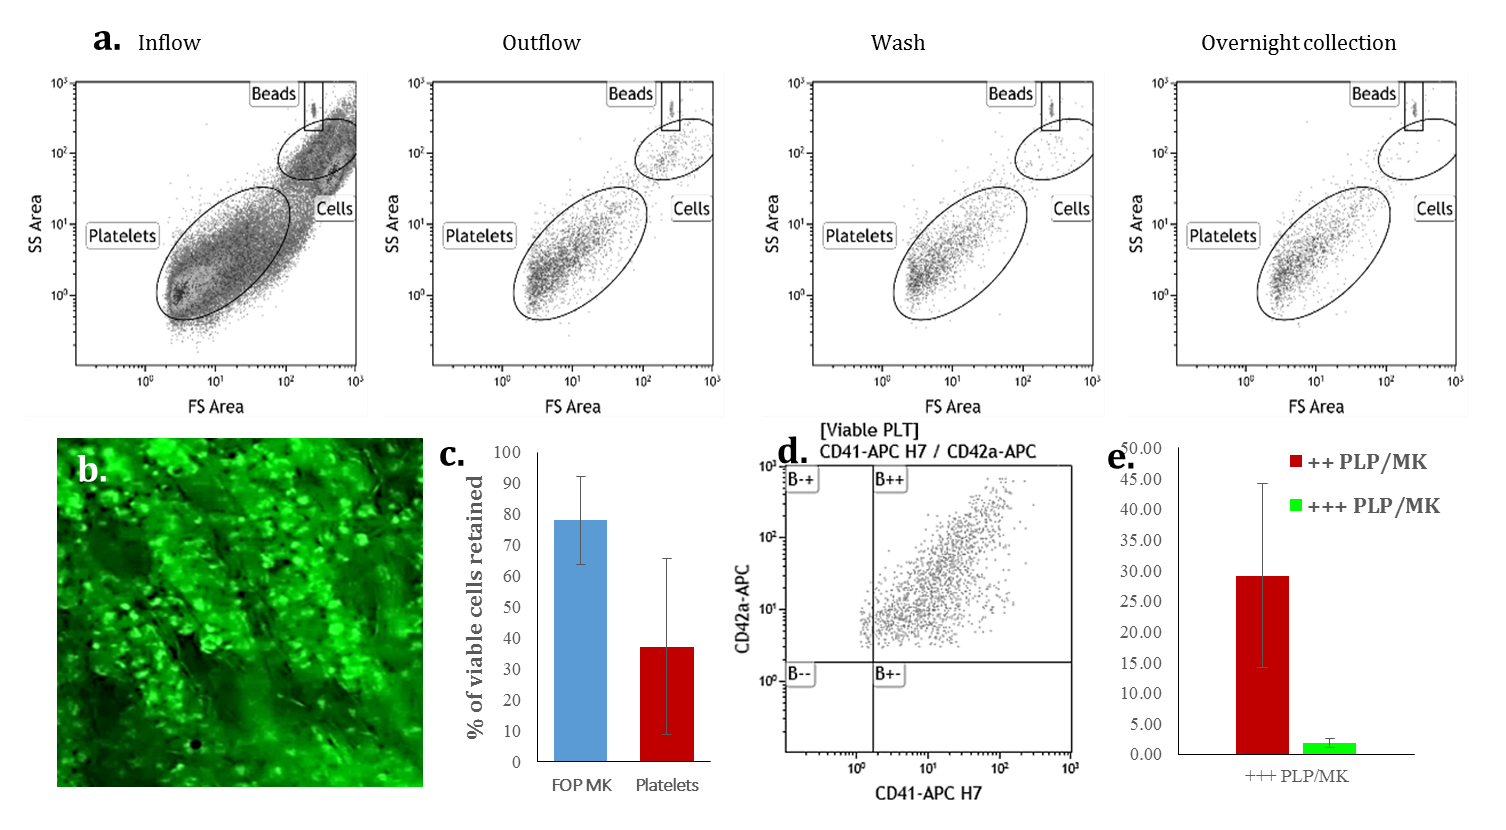 a. Inflow
Outflow
Wash
Overnight collection
10³
10²
10¹
10⁰
SS Area
Beads
Cells
Platelets
10⁰ 10¹ 10² 10³
FS Area
10³
10²
10¹
10⁰
SS Area
Beads
Cells
Platelets
10⁰ 10¹ 10² 10³
FS Area
10³
10²
10¹
10⁰
SS Area
Beads
Cells
Platelets
10⁰ 10¹ 10² 10³
FS Area
10³
10²
10¹
10⁰
SS Area
Beads
Cells
Platelets
10⁰ 10¹ 10² 10³
FS Area
b.
c.
% of viable cells retained
100
90
80
70
60
50
40
30
20
10
0
FOP MK Platelets
d.
[Viable PLT]
CD41-APC H7 / CD42a-APC
10³
10²
10¹
10⁰
CD42a-APC
B-+ B++
B-- B+-
10⁰ 10¹ 10² 10³
CD41-APC H7
e.
50.00
45.00
40.00
35.00
30.00
25.00
20.00
15.00
10.00
5.00
0.00
++ PLP/MK
+++ PLP/MK
+++ PLP/MK